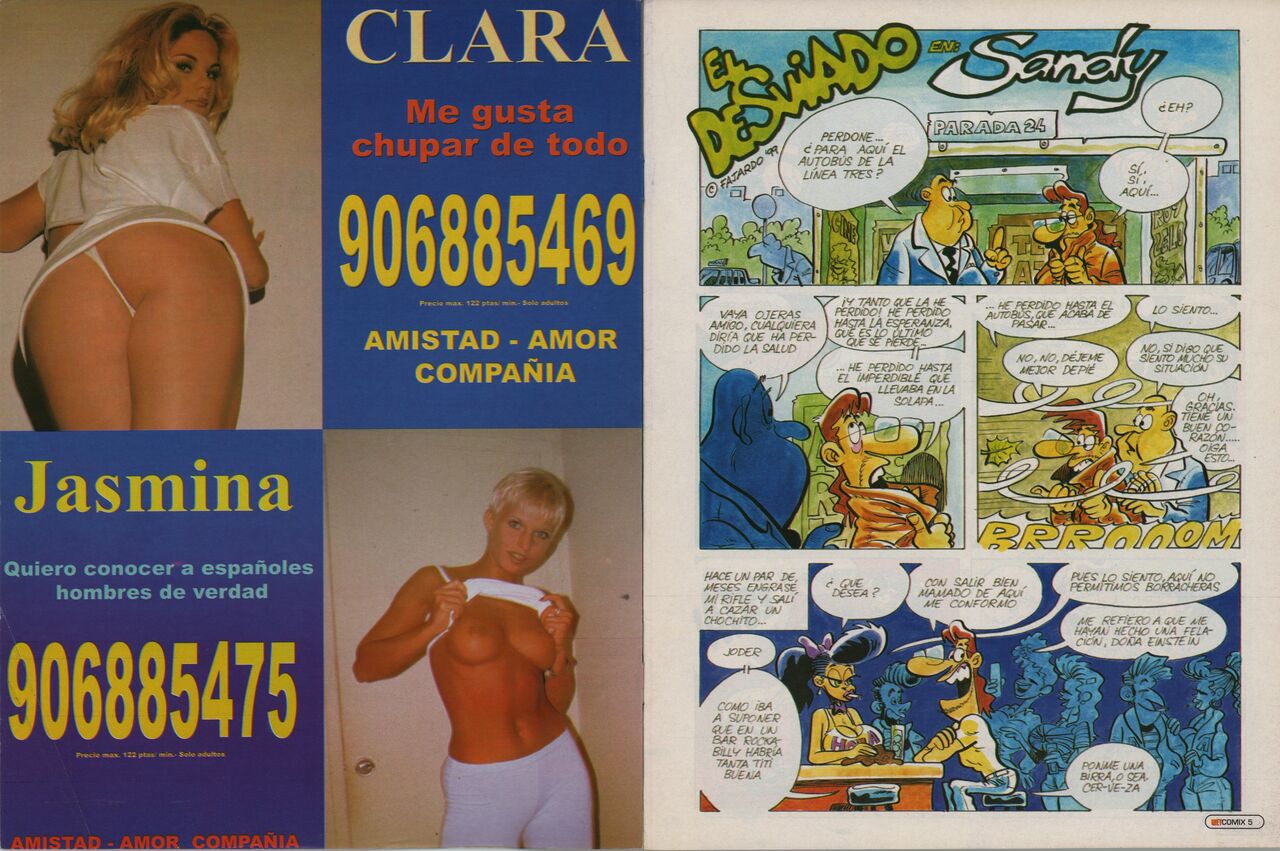 CLARA
Me gusta
chupar de todo
906885469
Precio max. 122 ptas/ min.- Solo adultos
AMISTAD - AMOR
COMPAÑIA
Jasmina
Quiero conocer a españoles
hombres de verdad
906885475
Precio max. 122 ptas/ min.- Solo adultos
AMISTAD - AMOR COMPAÑIA
EL
DESVIADO
EN:
Sandy
© FAJARDO '99
PARADA 24
PERDONE...
¿PARA AQUÍ EL
AUTOBÚS DE LA
LÍNEA TRES?
¿EH?
SÍ,
SÍ,
AQUÍ...
CINE
VAYA OJERAS
AMIGO, CUALQUIERA
DIRÍA QUE HA PER-
DIDO LA SALUD
¡Y TANTO QUE LA HE
PERDIDO! HE PERDIDO
HASTA LA ESPERANZA,
QUE ES LO ÚLTIMO
QUE SE PIERDE...
...HE PERDIDO HASTA
EL IMPERDIBLE QUE
LLEVABA EN LA
SOLAPA...
...HE PERDIDO HASTA EL
AUTOBÚS, QUE ACABA DE
PASAR...
LO SIENTO...
NO, NO, DÉJEME
MEJOR DE PIÉ
NO, SI DIGO QUE
SIENTO MUCHO SU
SITUACIÓN
OH,
GRACIAS.
TIENE UN
BUEN CO-
RAZÓN.....
OIGA
ESTO...
BRROOOOM
HACE UN PAR DE
MESES ENGRASÉ
MI RIFLE Y SALÍ
A CAZAR UN
CHOCHITO...
¿QUE
DESEA?
CON SALIR BIEN
MAMADO DE AQUÍ
ME CONFORMO
PUES LO SIENTO, AQUÍ NO
PERMITIMOS BORRACHERAS
ME REFIERO A QUE ME
HAYAN HECHO UNA FELA-
CIÓN, DOÑA EINSTEIN
JODER
COMO IBA
A SUPONER
QUE EN UN
BAR ROCKA-
BILLY HABRÍA
TANTA TITI
BUENA
PONME UNA
BIRRA, O SEA,
CER-VE-ZA
WETCOMIX 5